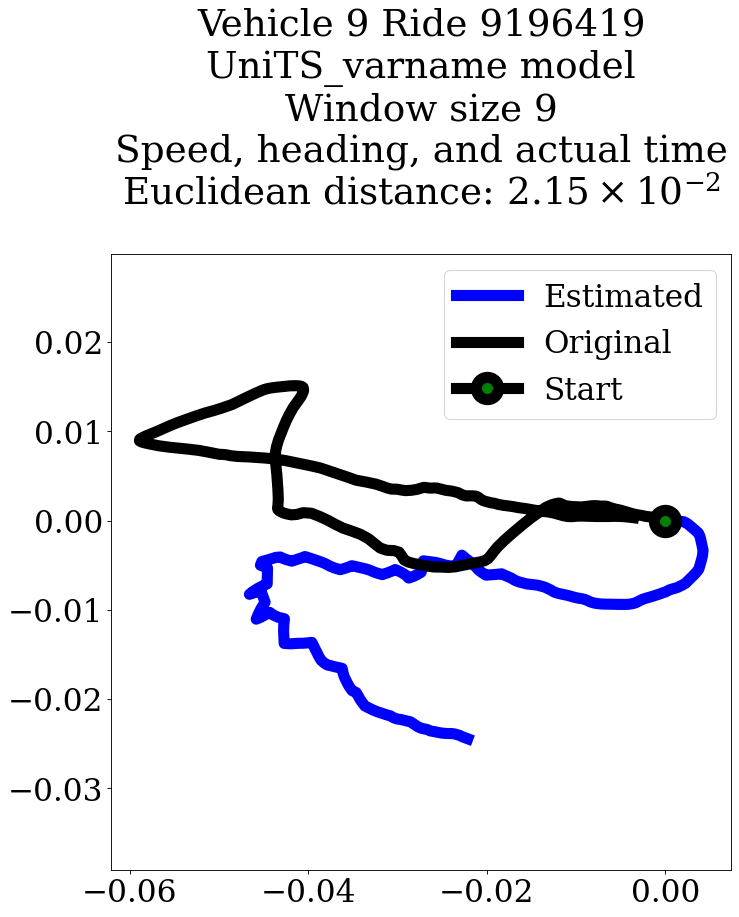 Vehicle 9 Ride 9196419
UniTS_varname model
Window size 9
Speed, heading, and actual time
Euclidean distance: 2.15 × 10⁻²
Estimated
Original
Start
0.02
0.01
0.00
−0.01
−0.02
−0.03
−0.06
−0.04
−0.02
0.00